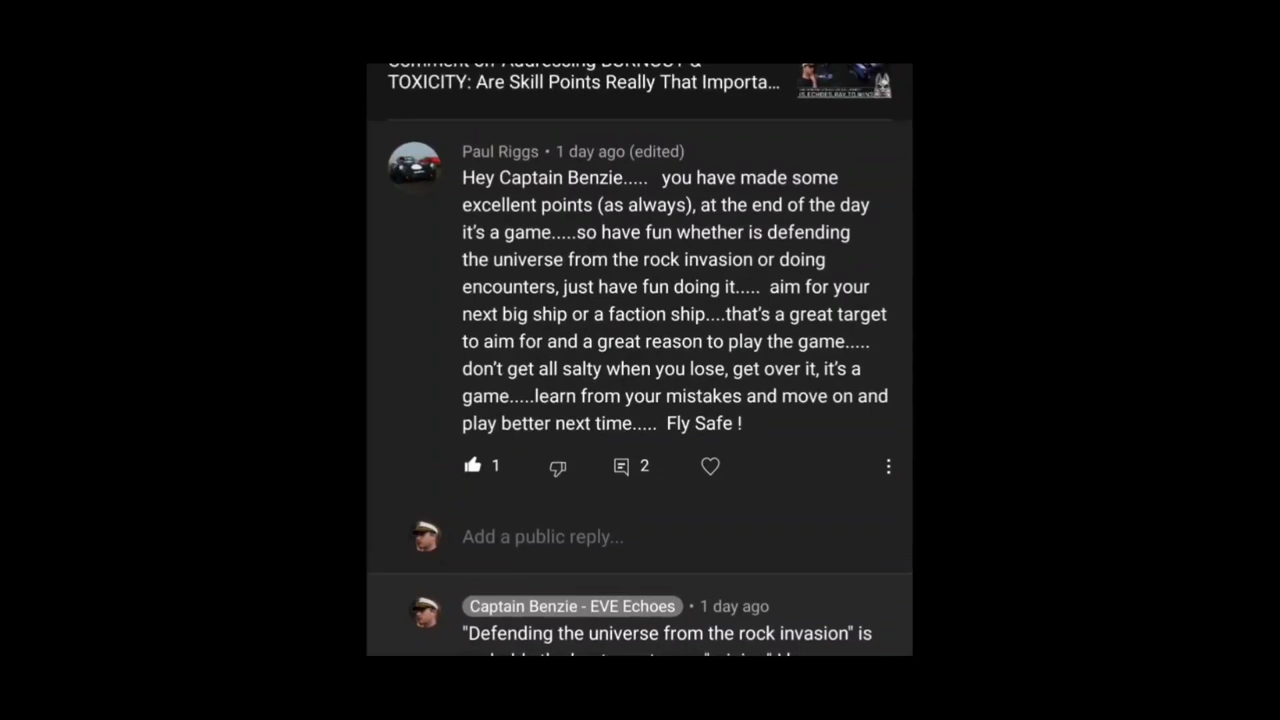 Comment on "Addressing BURNOUT &
TOXICITY: Are Skill Points Really That Importa...
Paul Riggs • 1 day ago (edited)
Hey Captain Benzie..... you have made some
excellent points (as always), at the end of the day
it’s a game.....so have fun whether is defending
the universe from the rock invasion or doing
encounters, just have fun doing it..... aim for your
next big ship or a faction ship....that’s a great target
to aim for and a great reason to play the game.....
don’t get all salty when you lose, get over it, it’s a
game.....learn from your mistakes and move on and
play better next time..... Fly Safe !
1
2
Add a public reply...
Captain Benzie - EVE Echoes • 1 day ago
"Defending the universe from the rock invasion" is